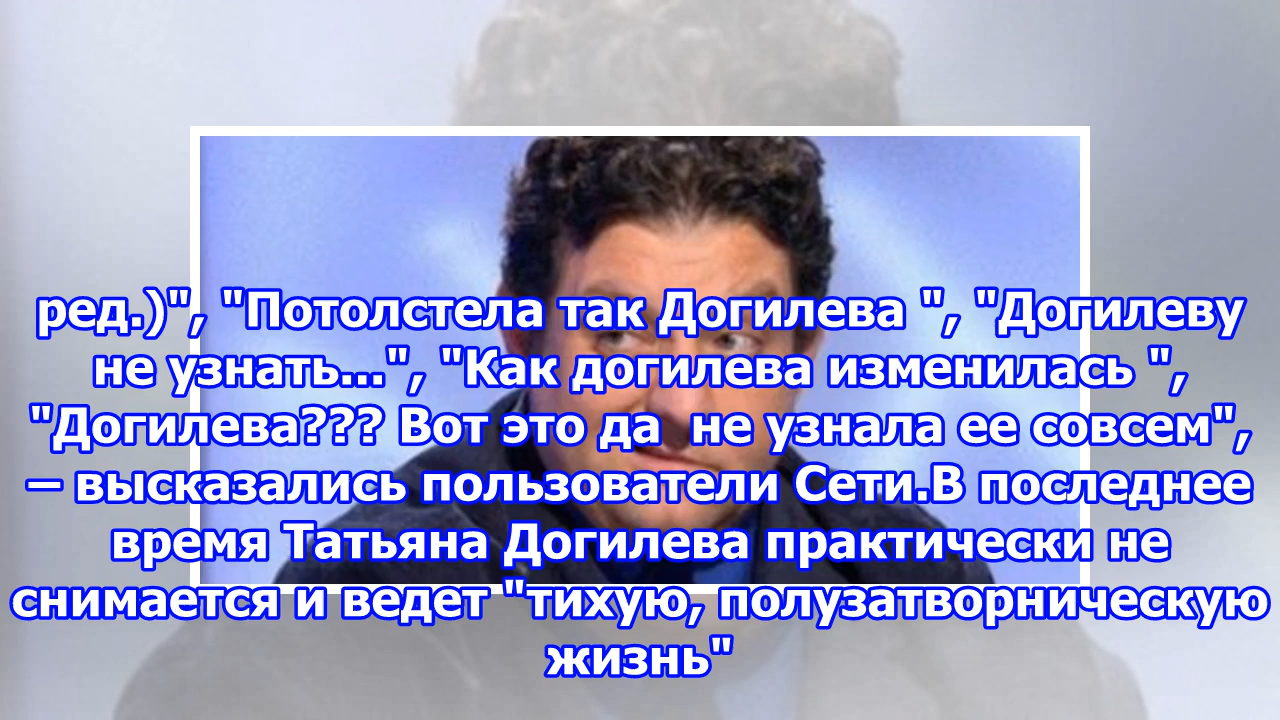 ред.)", "Потолстела так Догилева ", "Догилеву
не узнать...", "Как догилева изменилась ",
"Догилева??? Вот это да  не узнала ее совсем",
– высказались пользователи Сети.В последнее
время Татьяна Догилева практически не
снимается и ведет "тихую, полузатворническую
жизнь"